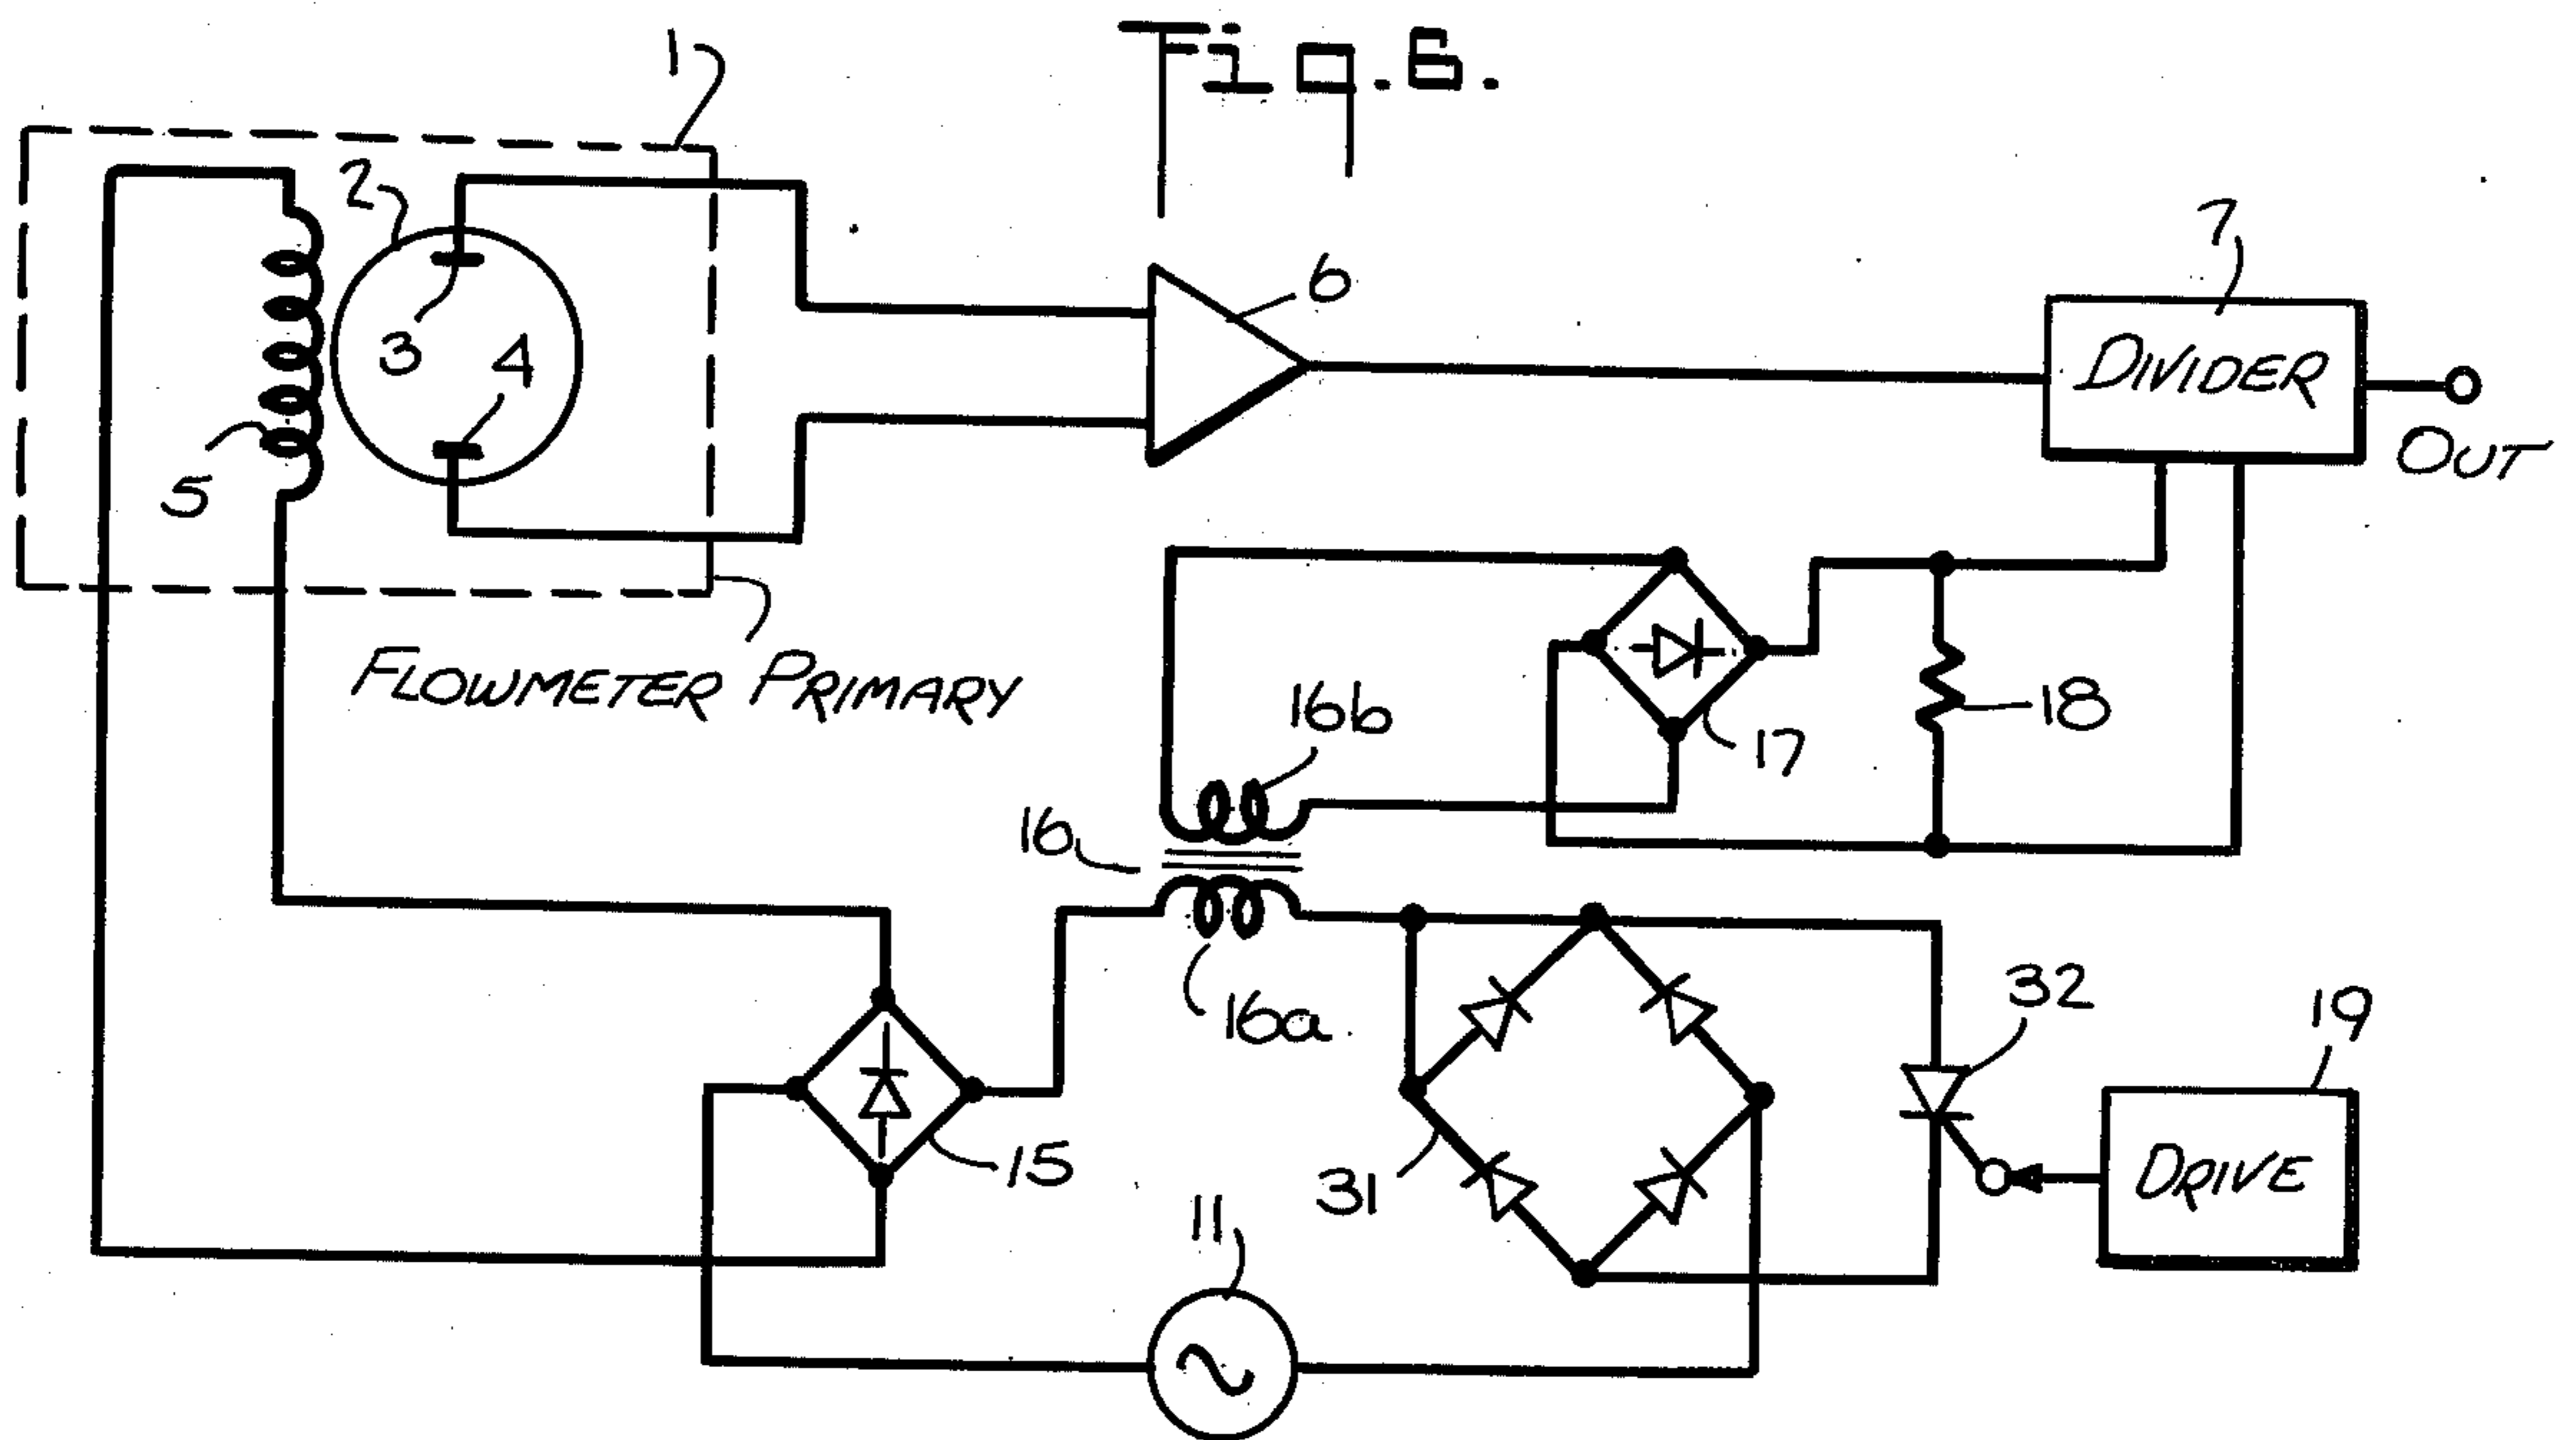 Fig.6.
1
2
3
4
5
6
7
DIVIDER
OUT
FLOWMETER PRIMARY
16b
17
18
16
16a
32
19
15
31
DRIVE
11